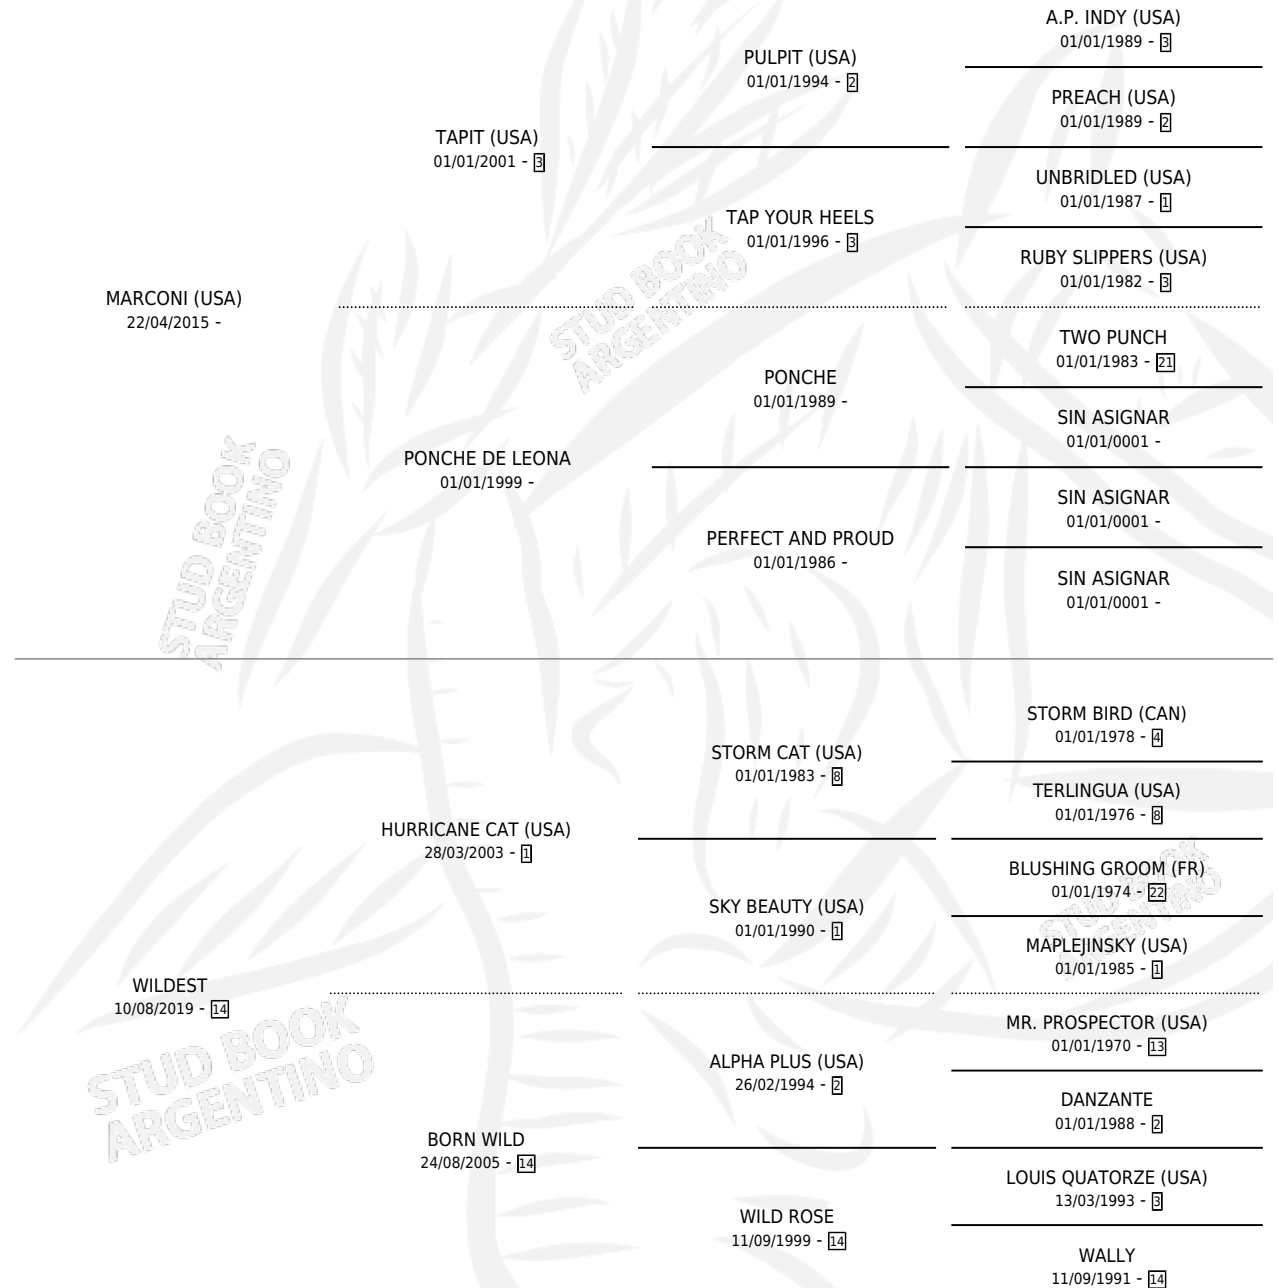 A.P. INDY (USA)
01/01/1989 - 3
PULPIT (USA)
01/01/1994 - 2
PREACH (USA)
01/01/1989 - 2
TAPIT (USA)
01/01/2001 - 3
UNBRIDLED (USA)
01/01/1987 - 1
TAP YOUR HEELS
01/01/1996 - 3
RUBY SLIPPERS (USA)
01/01/1982 - 3
MARCONI (USA)
22/04/2015 -
STUD BOOK
ARGENTINO
TWO PUNCH
01/01/1983 - 21
PONCHE
01/01/1989 -
SIN ASIGNAR
01/01/0001 -
PONCHE DE LEONA
01/01/1999 -
SIN ASIGNAR
01/01/0001 -
PERFECT AND PROUD
01/01/1986 -
SIN ASIGNAR
01/01/0001 -
STUD BOOK
ARGENTINO
STORM BIRD (CAN)
01/01/1978 - 4
STORM CAT (USA)
01/01/1983 - 8
TERLINGUA (USA)
01/01/1976 - 8
HURRICANE CAT (USA)
28/03/2003 - 1
BLUSHING GROOM (FR)
01/01/1974 - 22
SKY BEAUTY (USA)
01/01/1990 - 1
STUD BOOK
ARGENTINO
MAPLEJINSKY (USA)
01/01/1985 - 1
WILDEST
10/08/2019 - 14
MR. PROSPECTOR (USA)
01/01/1970 - 13
ALPHA PLUS (USA)
26/02/1994 - 2
STUD BOOK
ARGENTINO
DANZANTE
01/01/1988 - 2
BORN WILD
24/08/2005 - 14
LOUIS QUATORZE (USA)
13/03/1993 - 3
WILD ROSE
11/09/1999 - 14
WALLY
11/09/1991 - 14